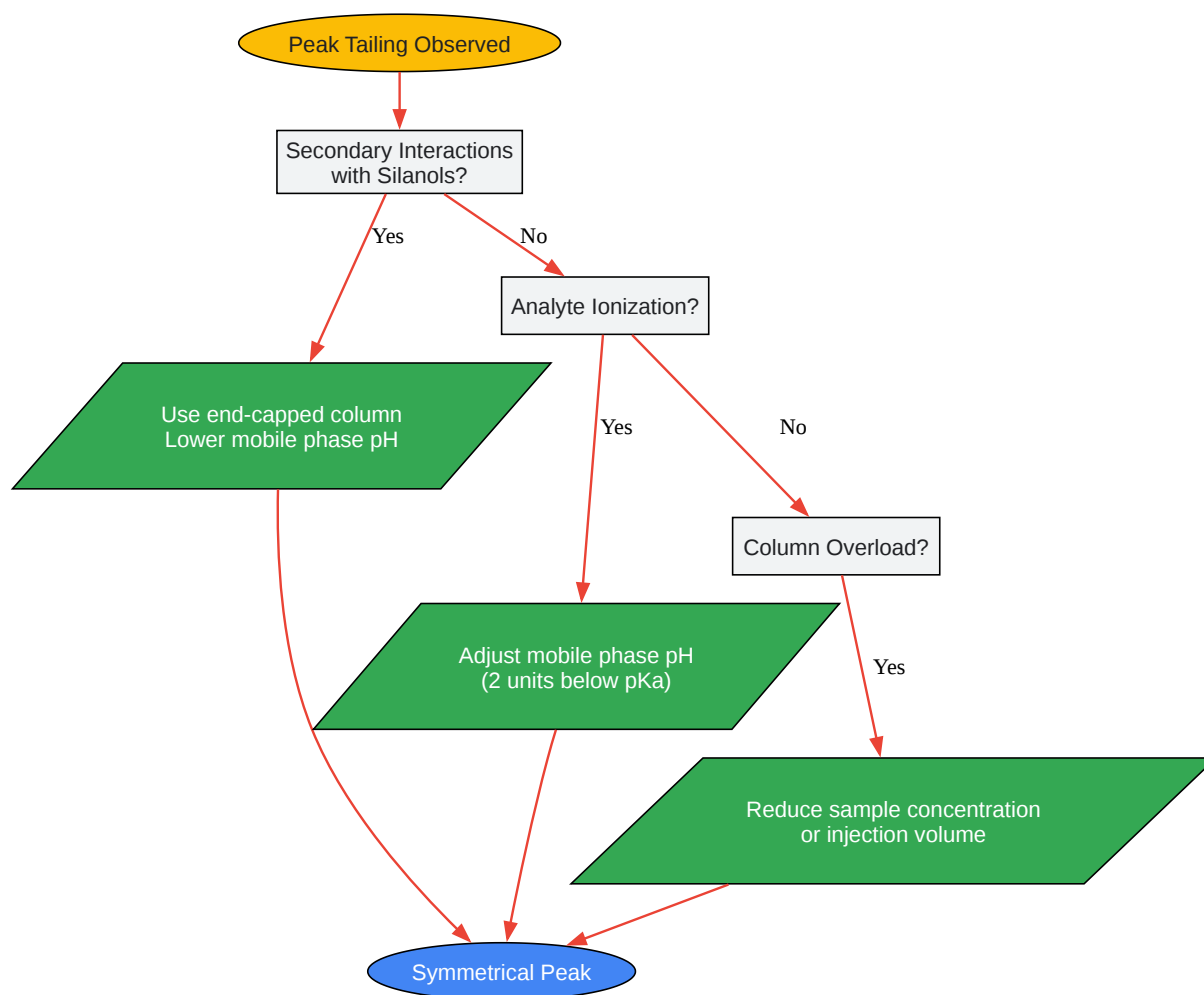 Peak Tailing Observed
Secondary Interactions
with Silanols?
Yes
No
Analyte Ionization?
Use end-capped column
Lower mobile phase pH
Yes
No
Column Overload?
Adjust mobile phase pH
(2 units below pKa)
Yes
Reduce sample concentration
or injection volume
Symmetrical Peak